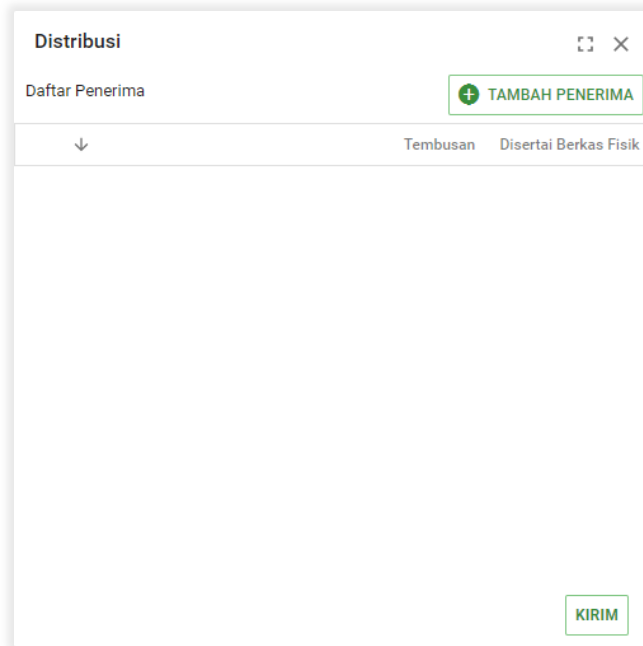 Distribusi
Daftar Penerima
TAMBAH PENERIMA
Tembusan Disertai Berkas Fisik
KIRIM